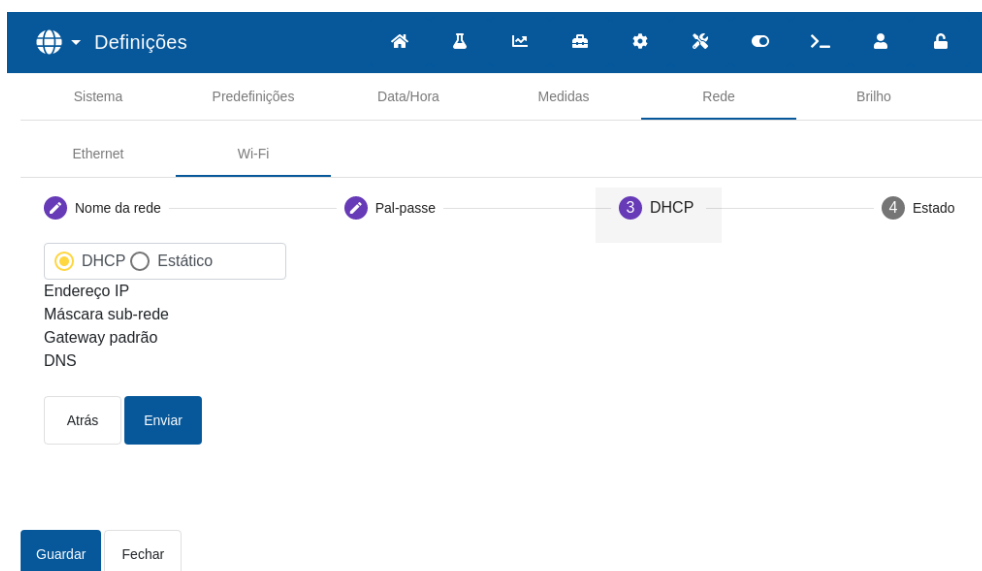 Definições
Sistema Predefinições Data/Hora Medidas Rede Brilho
Ethernet Wi-Fi
Nome da rede Pal-passe 3 DHCP 4 Estado
DHCP Estático
Endereço IP
Máscara sub-rede
Gateway padrão
DNS
Atrás Enviar
Guardar Fechar